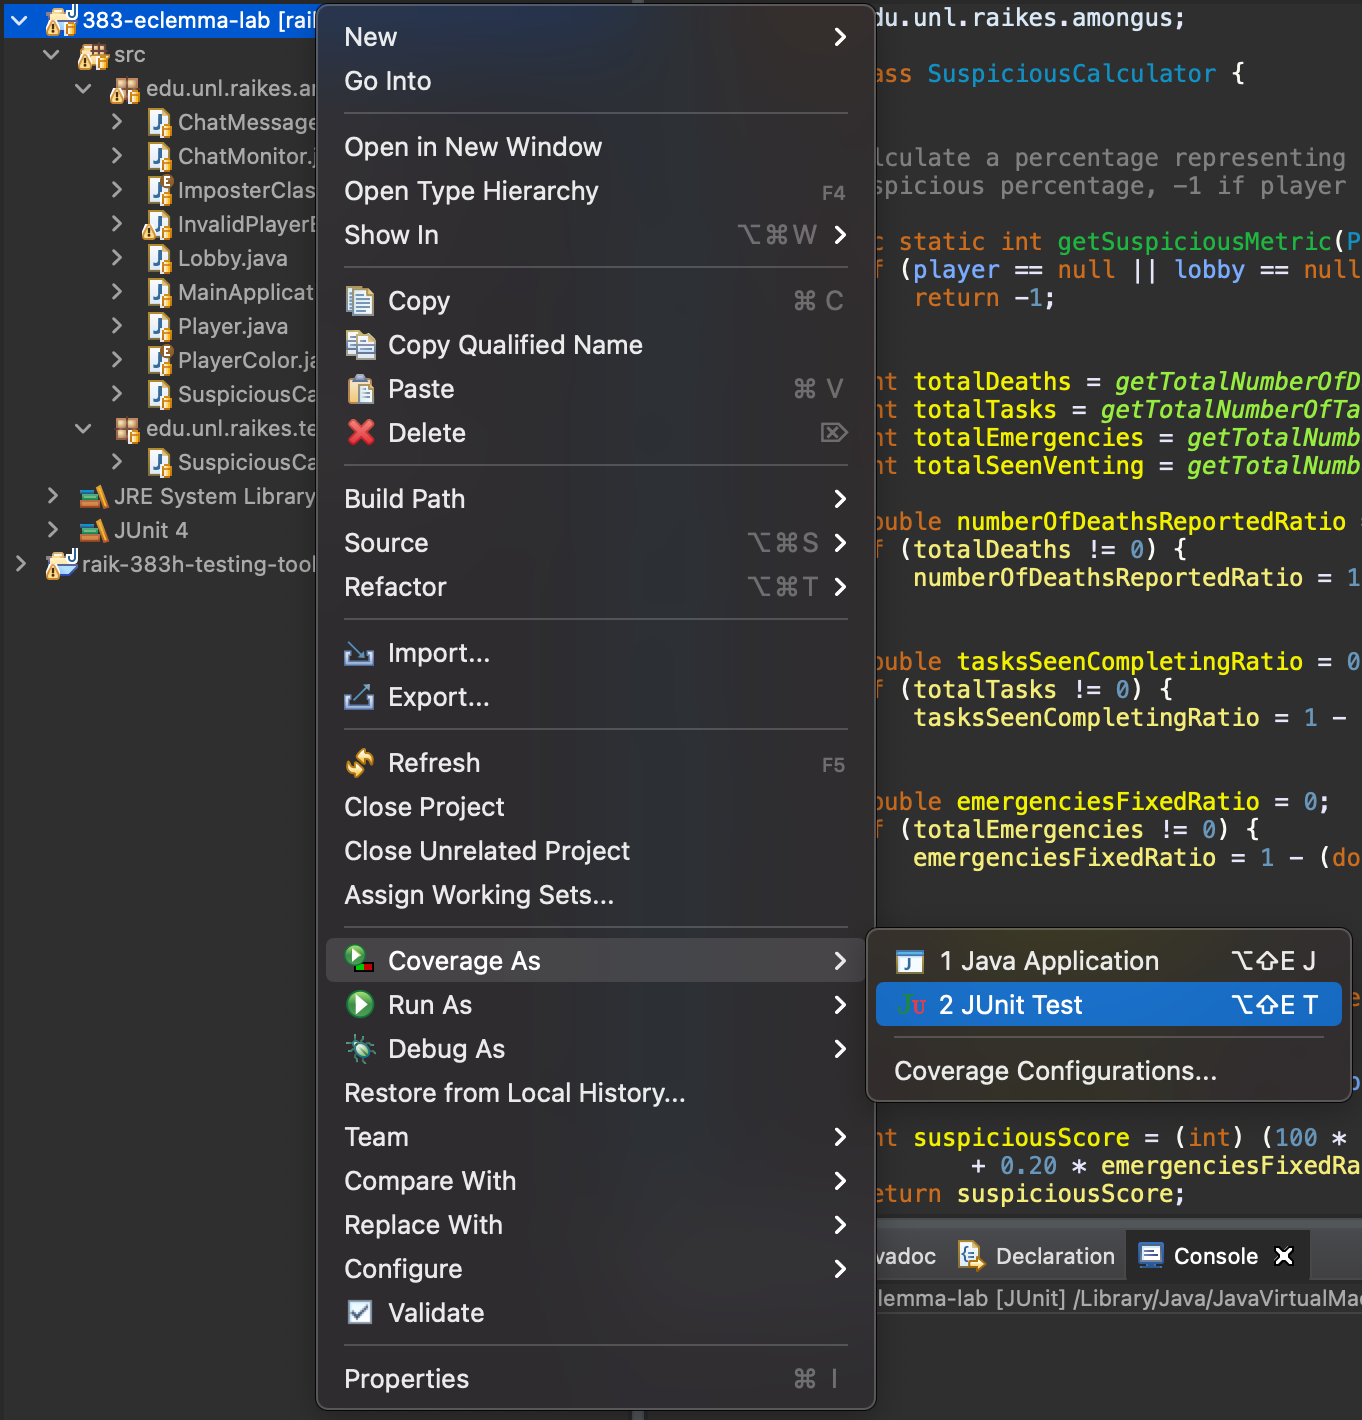 383-eclemma-lab [raik
src
edu.unl.raikes.am
ChatMessage
ChatMonitor.j
ImposterClas
InvalidPlayerE
Lobby.java
MainApplicat
Player.java
PlayerColor.ja
SuspiciousCa
edu.unl.raikes.te
SuspiciousCa
JRE System Library
JUnit 4
raik-383h-testing-tool
New
Go Into
Open in New Window
Open Type Hierarchy F4
Show In ⌥⌘W
Copy ⌘ C
Copy Qualified Name
Paste ⌘ V
Delete ⌦
Build Path
Source ⌥⌘S
Refactor ⌥⌘T
Import...
Export...
Refresh F5
Close Project
Close Unrelated Project
Assign Working Sets...
Coverage As
Run As
Debug As
Restore from Local History...
Team
Compare With
Replace With
Configure
Validate
Properties ⌘ I
1 Java Application ⌥⇧E J
JU 2 JUnit Test ⌥⇧E T
Coverage Configurations...
du.unl.raikes.amongus;
ass SuspiciousCalculator {
lculate a percentage representing
spicious percentage, -1 if player
c static int getSuspiciousMetric(P
f (player == null || lobby == null
return -1;
nt totalDeaths = getTotalNumberOfD
nt totalTasks = getTotalNumberOfTa
nt totalEmergencies = getTotalNumb
nt totalSeenVenting = getTotalNumb
ouble numberOfDeathsReportedRatio
f (totalDeaths != 0) {
numberOfDeathsReportedRatio = 1
ouble tasksSeenCompletingRatio = 0
f (totalTasks != 0) {
tasksSeenCompletingRatio = 1 -
ouble emergenciesFixedRatio = 0;
f (totalEmergencies != 0) {
emergenciesFixedRatio = 1 - (do
nt suspiciousScore = (int) (100 *
+ 0.20 * emergenciesFixedRa
eturn suspiciousScore;
vadoc Declaration Console
lemma-lab [JUnit] /Library/Java/JavaVirtualMac